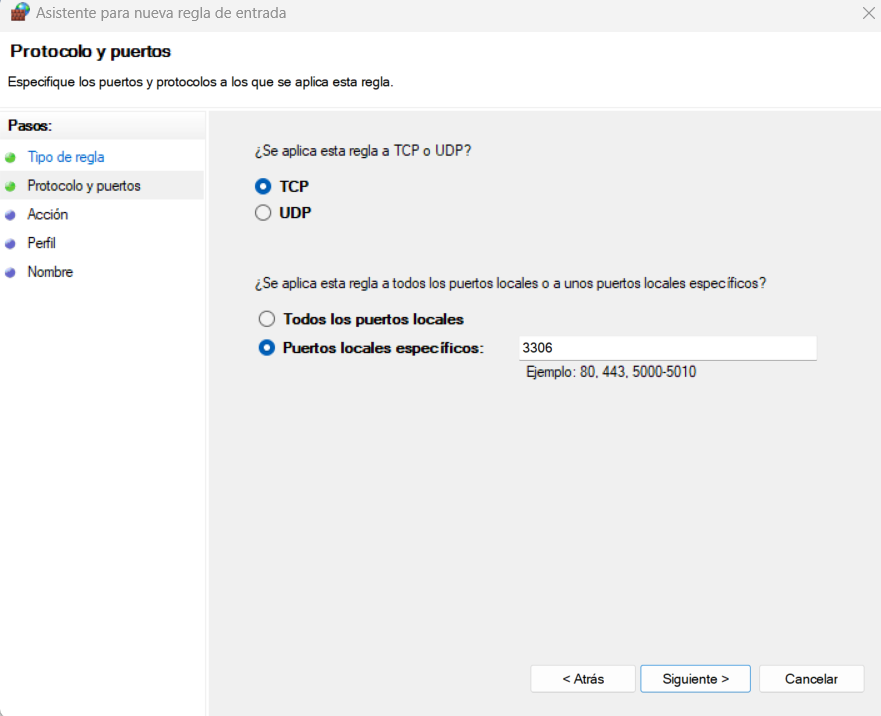 Asistente para nueva regla de entrada
Protocolo y puertos
Especifique los puertos y protocolos a los que se aplica esta regla.
Pasos:
Tipo de regla
Protocolo y puertos
Acción
Perfil
Nombre
¿Se aplica esta regla a TCP o UDP?
TCP
UDP
¿Se aplica esta regla a todos los puertos locales o a unos puertos locales específicos?
Todos los puertos locales
Puertos locales específicos: 3306
Ejemplo: 80, 443, 5000-5010
< Atrás Siguiente > Cancelar